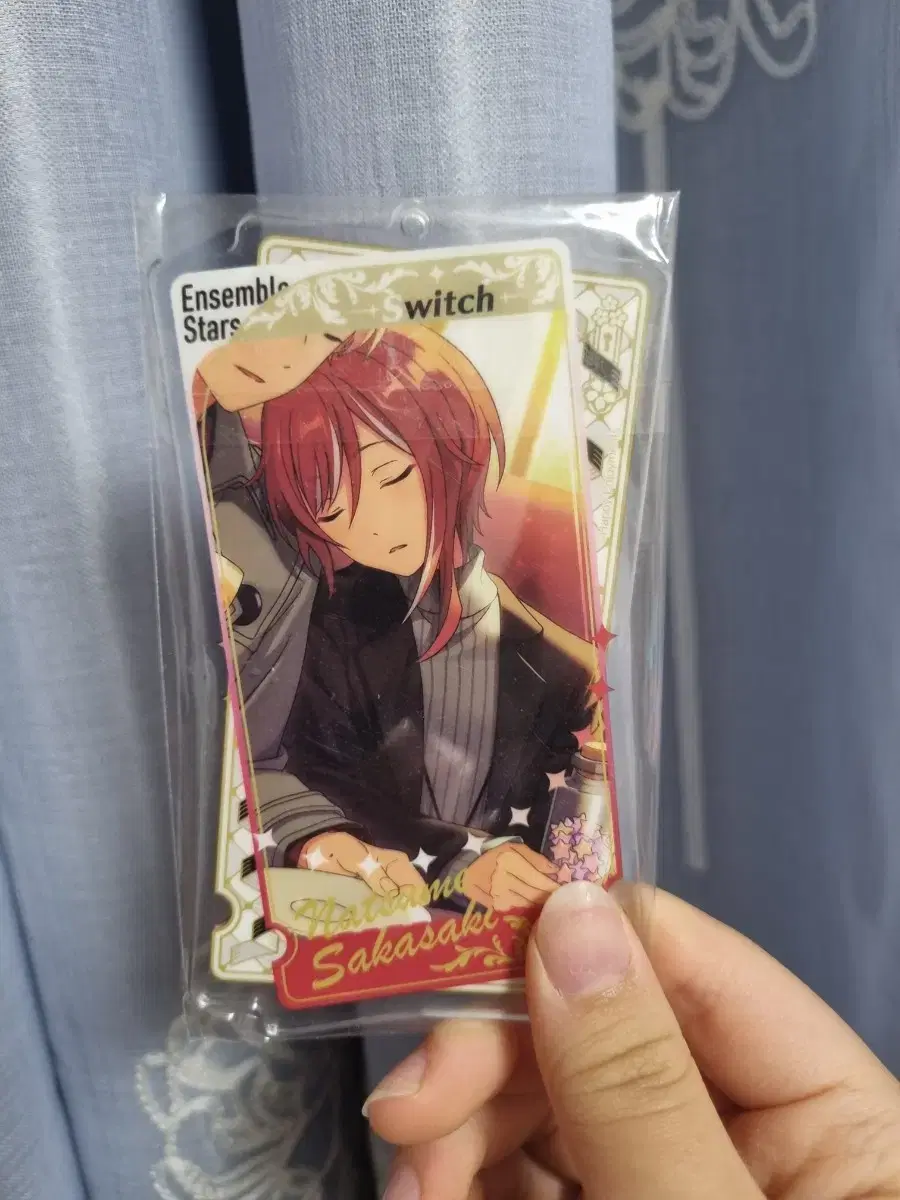 Ensemble
Stars
Switch
Natsume
Sakasaki